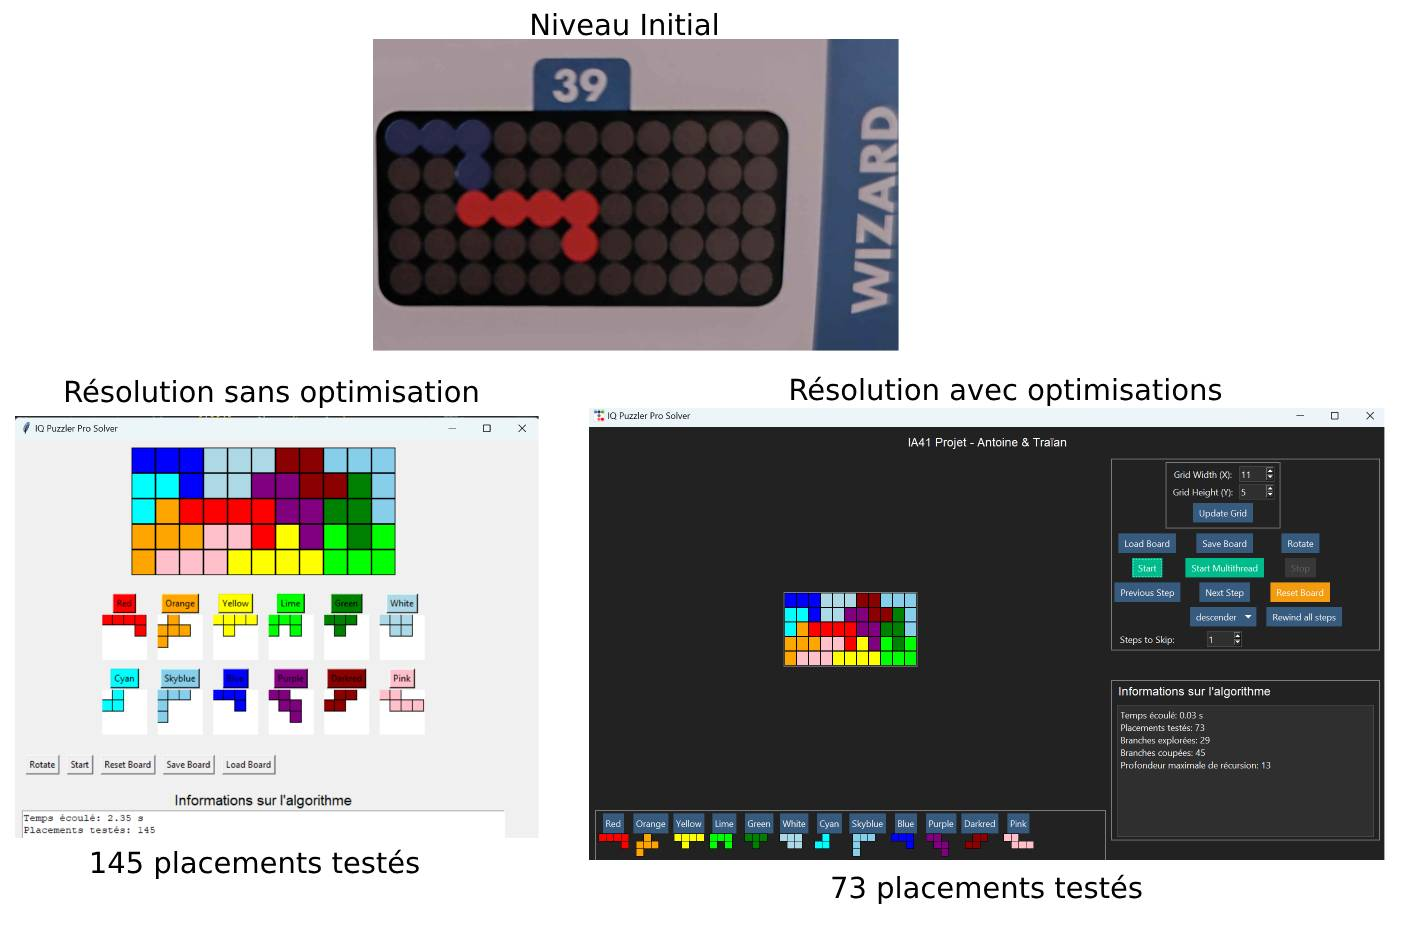 Niveau Initial
39
WIZARD
Résolution sans optimisation
IQ Puzzler Pro Solver
Red Orange Yellow Lime Green White
Cyan Skyblue Blue Purple Darkred Pink
Rotate Start Reset Board Save Board Load Board
Informations sur l'algorithme
Temps écoulé: 2.35 s
Placements testés: 145
145 placements testés
Résolution avec optimisations
IQ Puzzler Pro Solver
IA41 Projet - Antoine & Traïan
Grid Width (X): 11
Grid Height (Y): 5
Update Grid
Load Board Save Board Rotate
Start Start Multithread Stop
Previous Step Next Step Reset Board
descender Rewind all steps
Steps to Skip: 1
Informations sur l'algorithme
Temps écoulé: 0.03 s
Placements testés: 73
Branches explorées: 29
Branches coupées: 45
Profondeur maximale de récursion: 13
Red Orange Yellow Lime Green White Cyan Skyblue Blue Purple Darkred Pink
73 placements testés